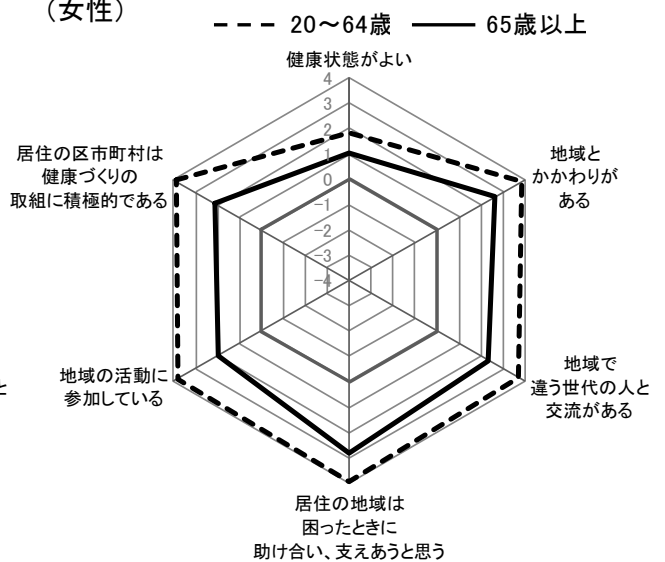 （女性）
20～64歳
65歳以上
健康状態がよい
4
3
2
1
0
−1
−2
−3
−4
地域と
かかわりが
ある
地域で
違う世代の人と
交流がある
居住の地域は
困ったときに
助け合い、支えあうと思う
地域の活動に
参加している
居住の区市町村は
健康づくりの
取組に積極的である
と